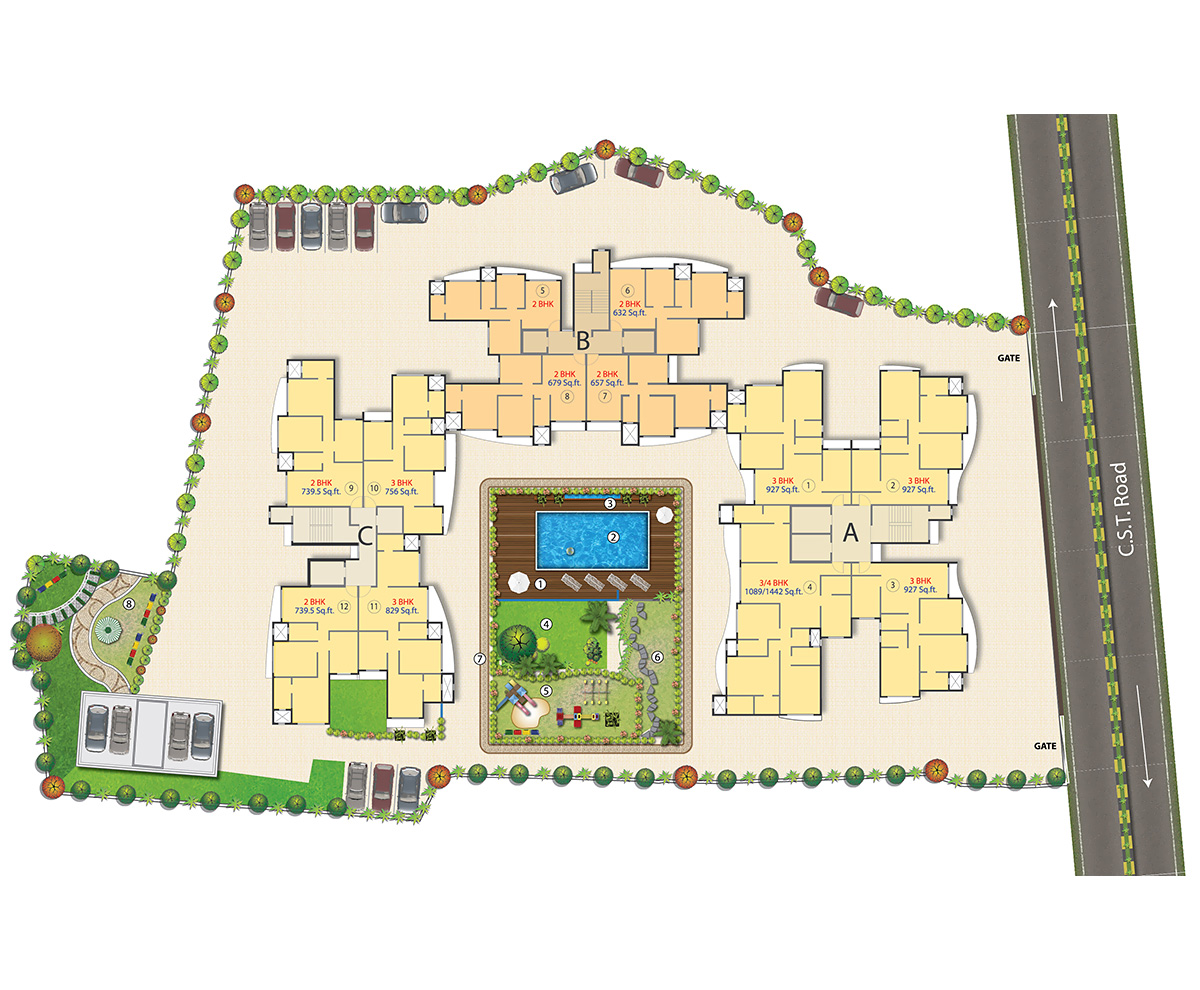 5
2 BHK
6
2 BHK
632 Sq.ft.
B
2 BHK
679 Sq.ft.
8
2 BHK
657 Sq.ft.
7
GATE
2 BHK
739.5 Sq.ft.
9
10
3 BHK
756 Sq.ft.
3 BHK
927 Sq.ft.
1
2
3 BHK
927 Sq.ft.
C
A
C.S.T. Road
3
2
1
3/4 BHK
1089/1442 Sq.ft.
4
3
3 BHK
927 Sq.ft.
2 BHK
739.5 Sq.ft.
12
11
3 BHK
829 Sq.ft.
8
4
7
6
5
GATE